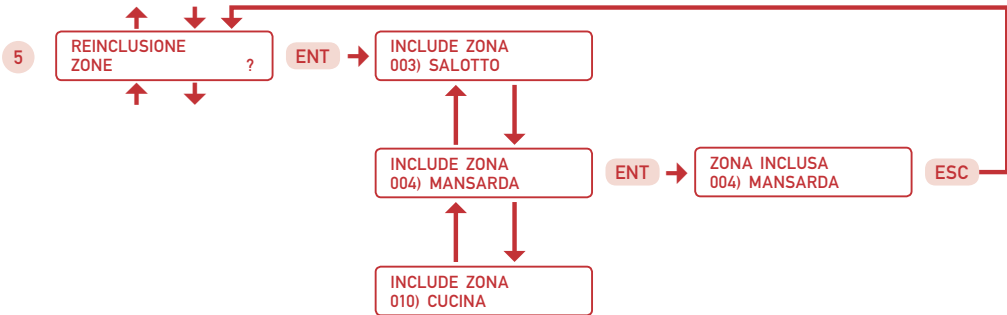 5
REINCLUSIONE
ZONE ?
ENT
INCLUDE ZONA
003) SALOTTO
INCLUDE ZONA
004) MANSARDA
ENT
ZONA INCLUSA
004) MANSARDA
ESC
INCLUDE ZONA
010) CUCINA